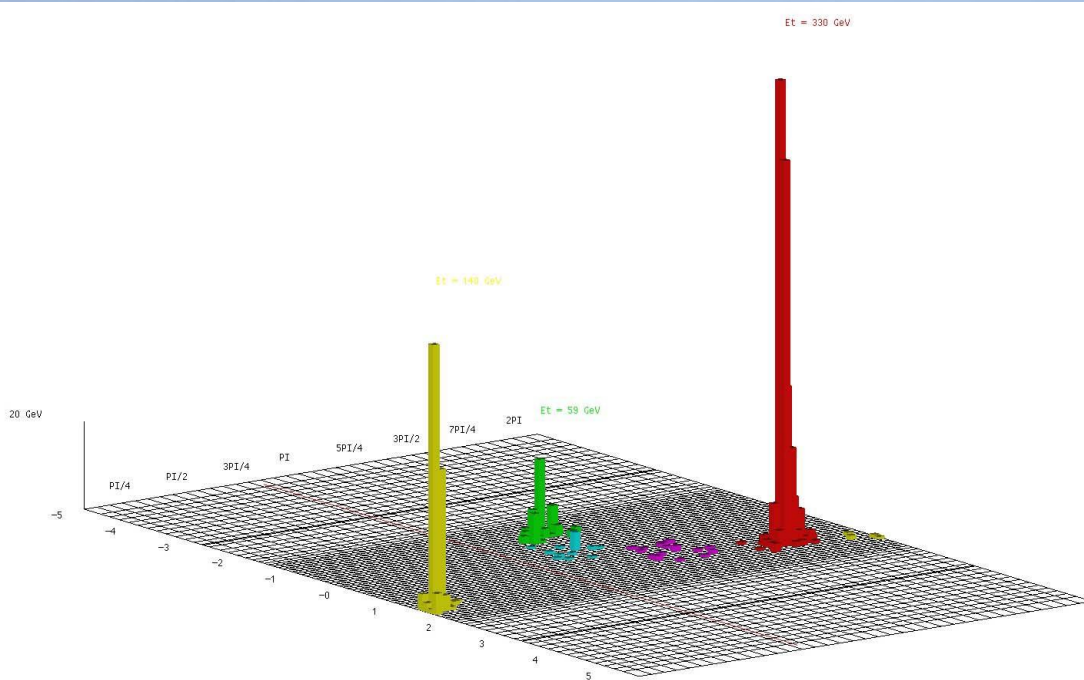 Et = 330 GeV
Et = 140 GeV
Et = 59 GeV
20 GeV
2PI
7PI/4
3PI/2
5PI/4
PI
3PI/4
PI/2
PI/4
-5
-4
-3
-2
-1
-0
1
2
3
4
5